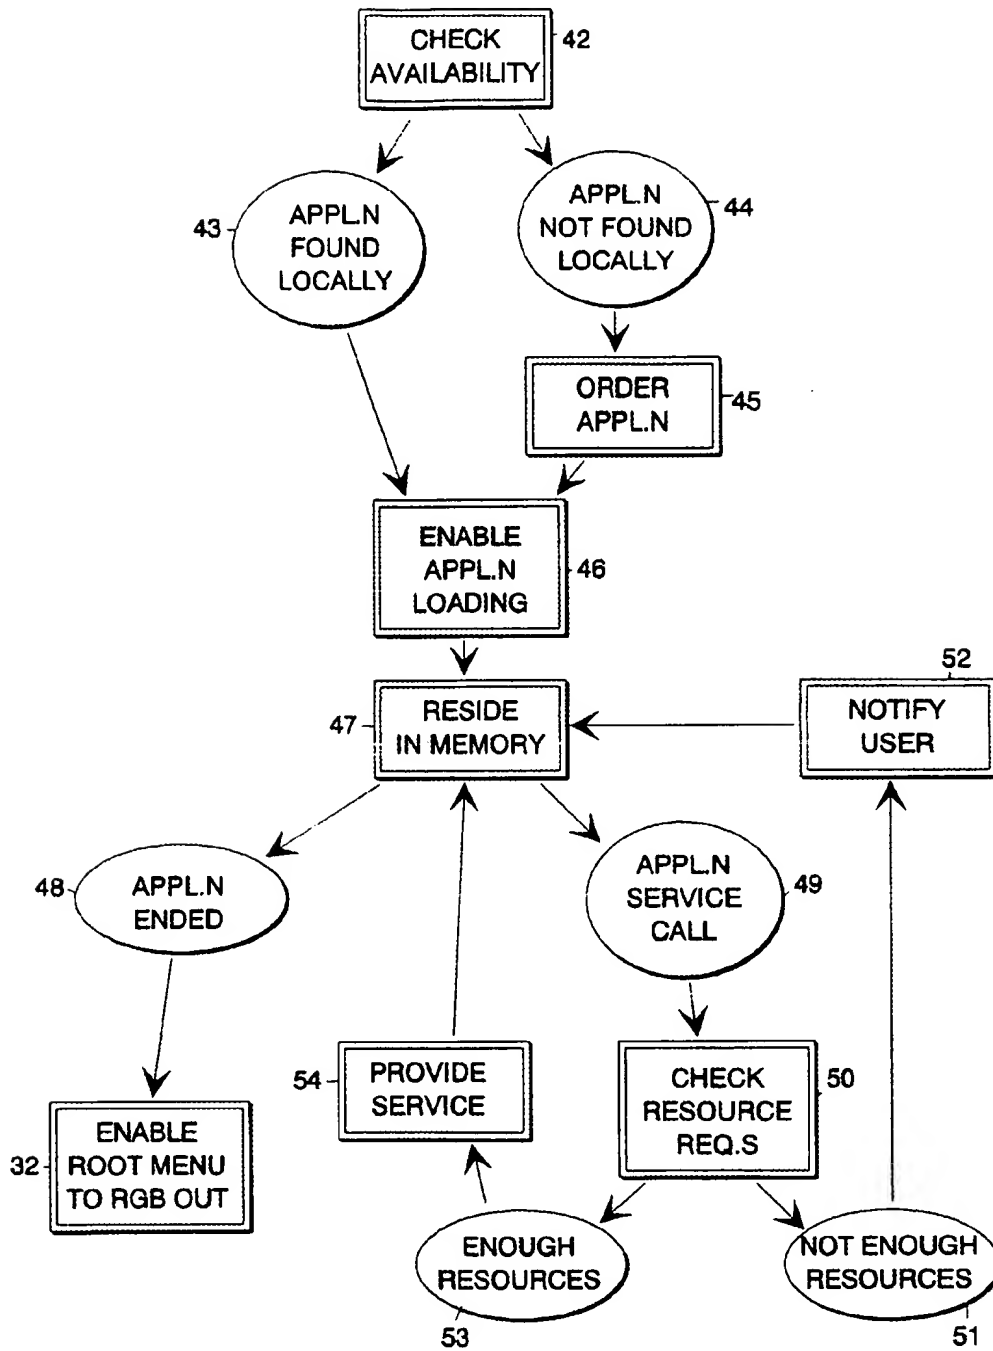 CHECK
AVAILABILITY
42
APPL.N
FOUND
LOCALLY
43
APPL.N
NOT FOUND
LOCALLY
44
ORDER
APPL.N
45
ENABLE
APPL.N
LOADING
46
RESIDE
IN MEMORY
47
NOTIFY
USER
52
APPL.N
ENDED
48
APPL.N
SERVICE
CALL
49
PROVIDE
SERVICE
54
CHECK
RESOURCE
REQ.S
50
ENABLE
ROOT MENU
TO RGB OUT
32
ENOUGH
RESOURCES
53
NOT ENOUGH
RESOURCES
51